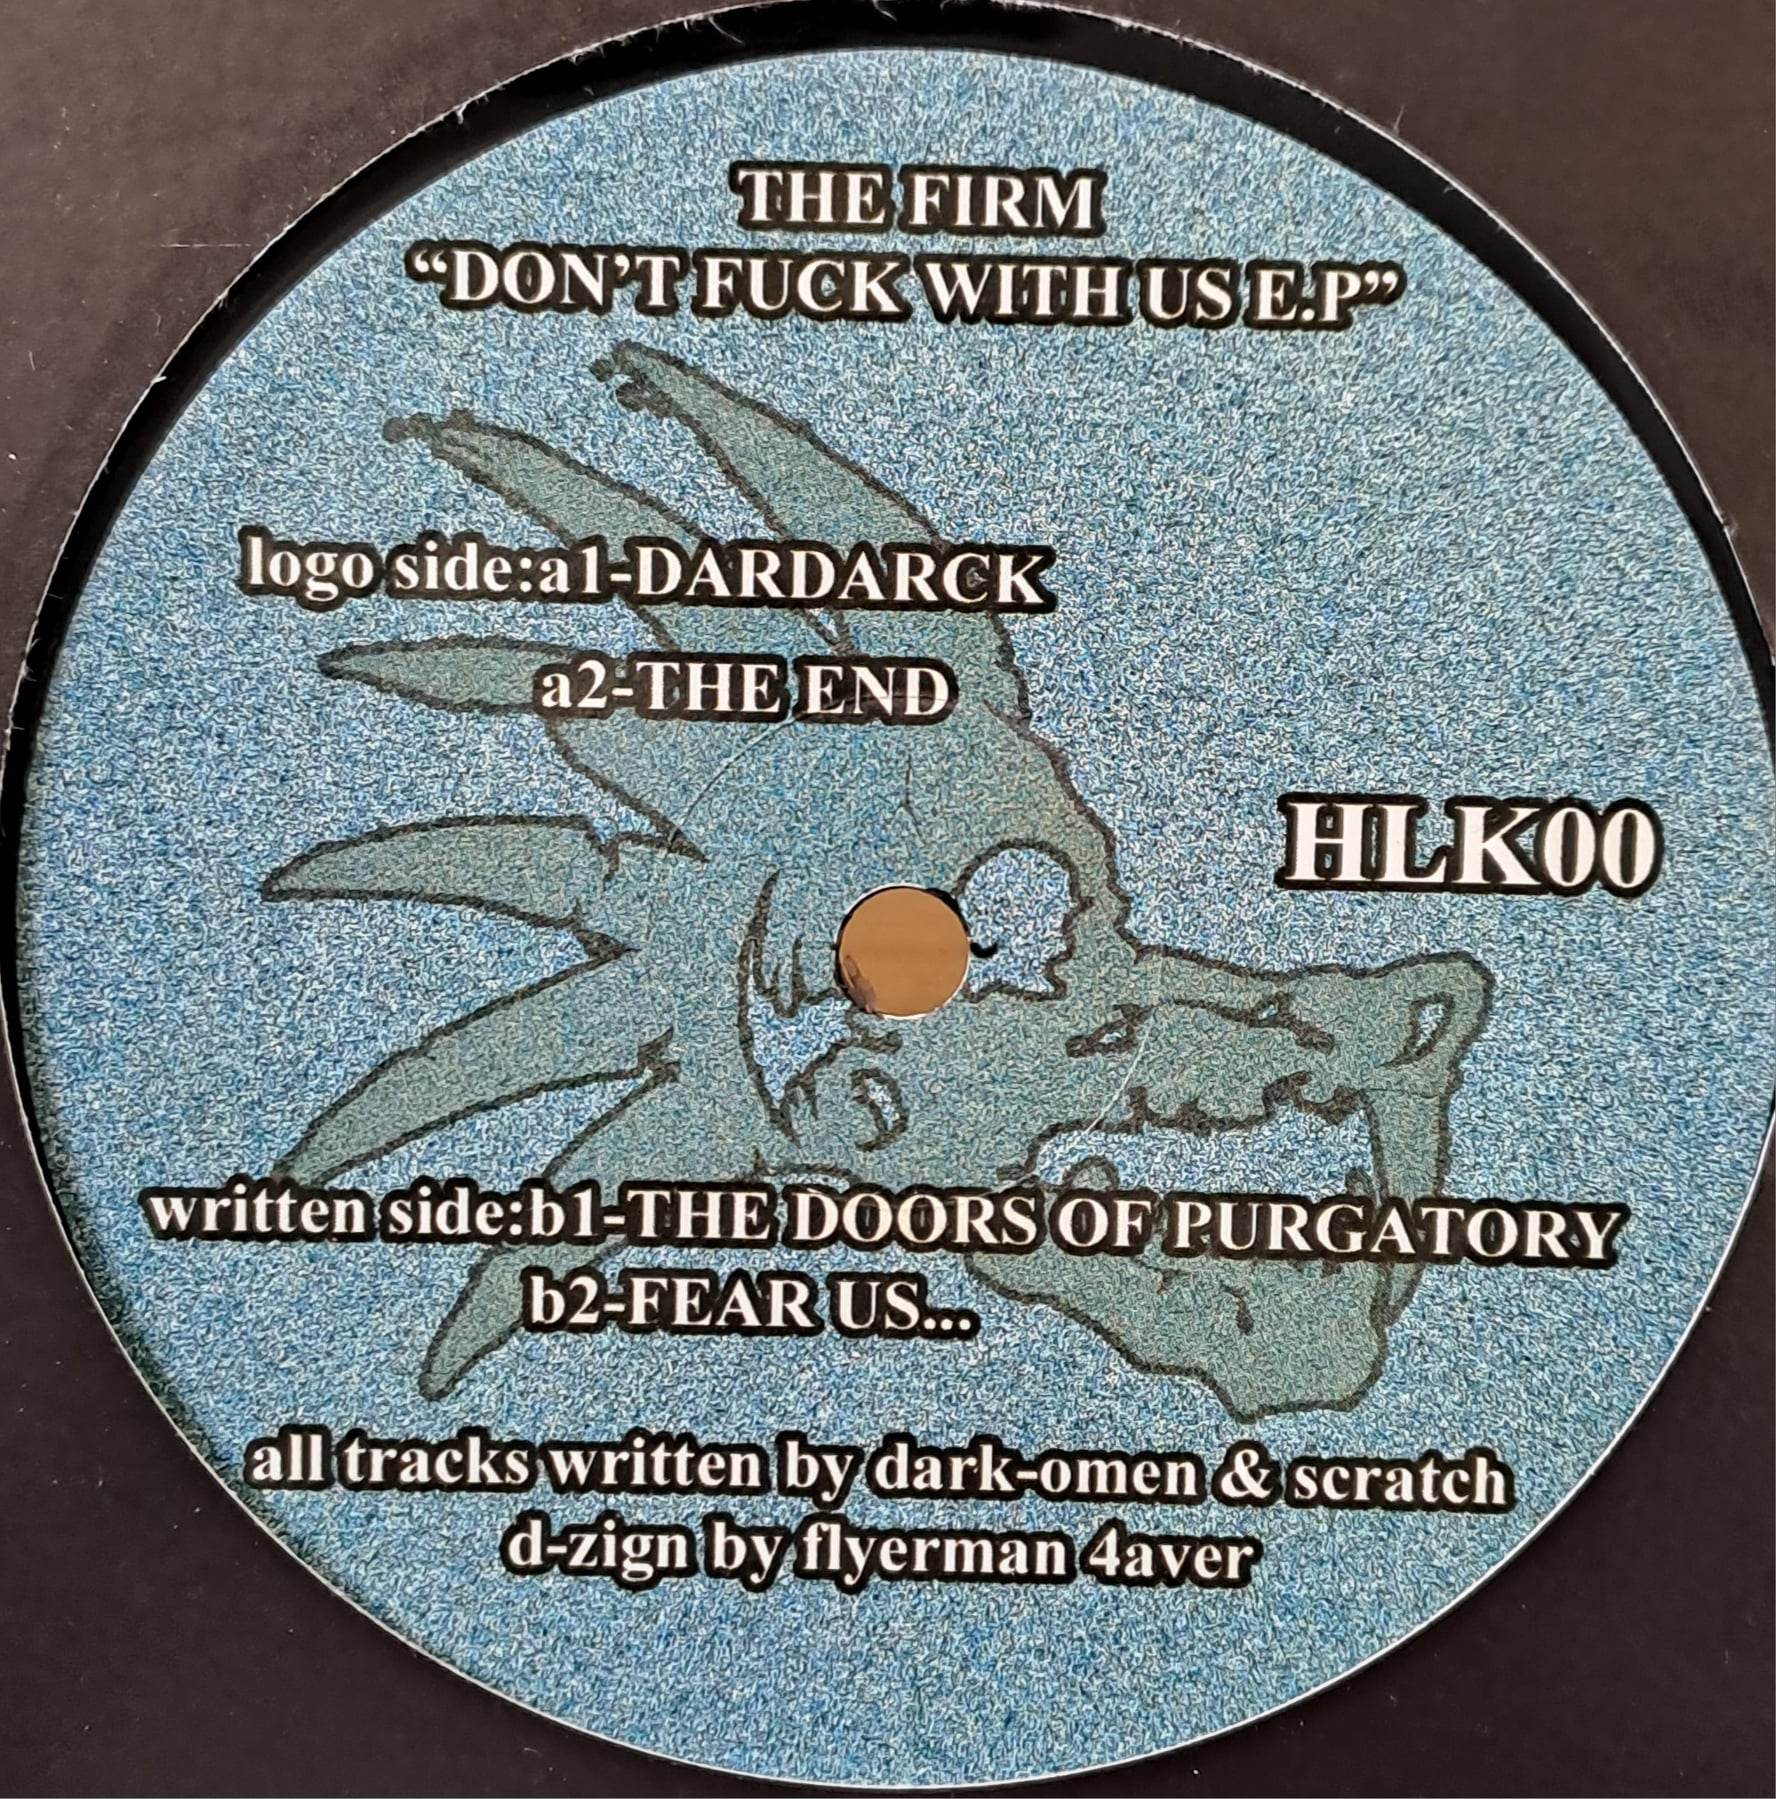 THE FIRM
“DON’T FUCK WITH US E.P”
logo side:a1-DARDARCK
a2-THE END
HLK00
written side:b1-THE DOORS OF PURGATORY
b2-FEAR US...
all tracks written by dark-omen & scratch
d-zign by flyerman 4aver